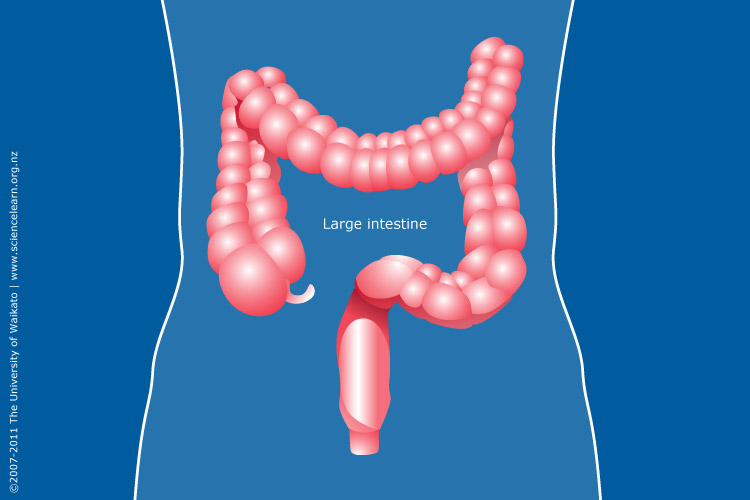 Large intestine
©2007-2011 The University of Waikato | www.sciencelearn.org.nz